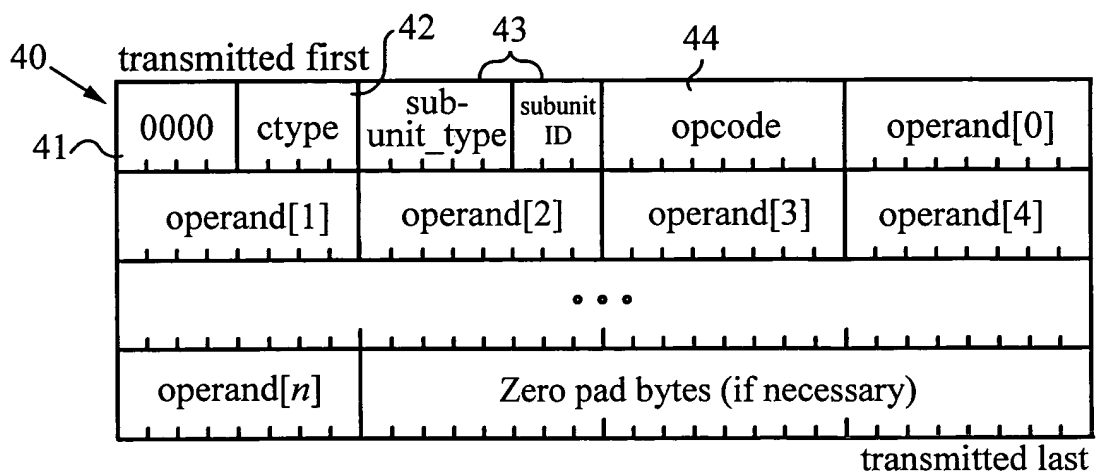 42 43 44
40 transmitted first
41 0000 ctype sub-unit_type subunit ID opcode operand[0]
operand[1] operand[2] operand[3] operand[4]
operand[n] Zero pad bytes (if necessary)
transmitted last